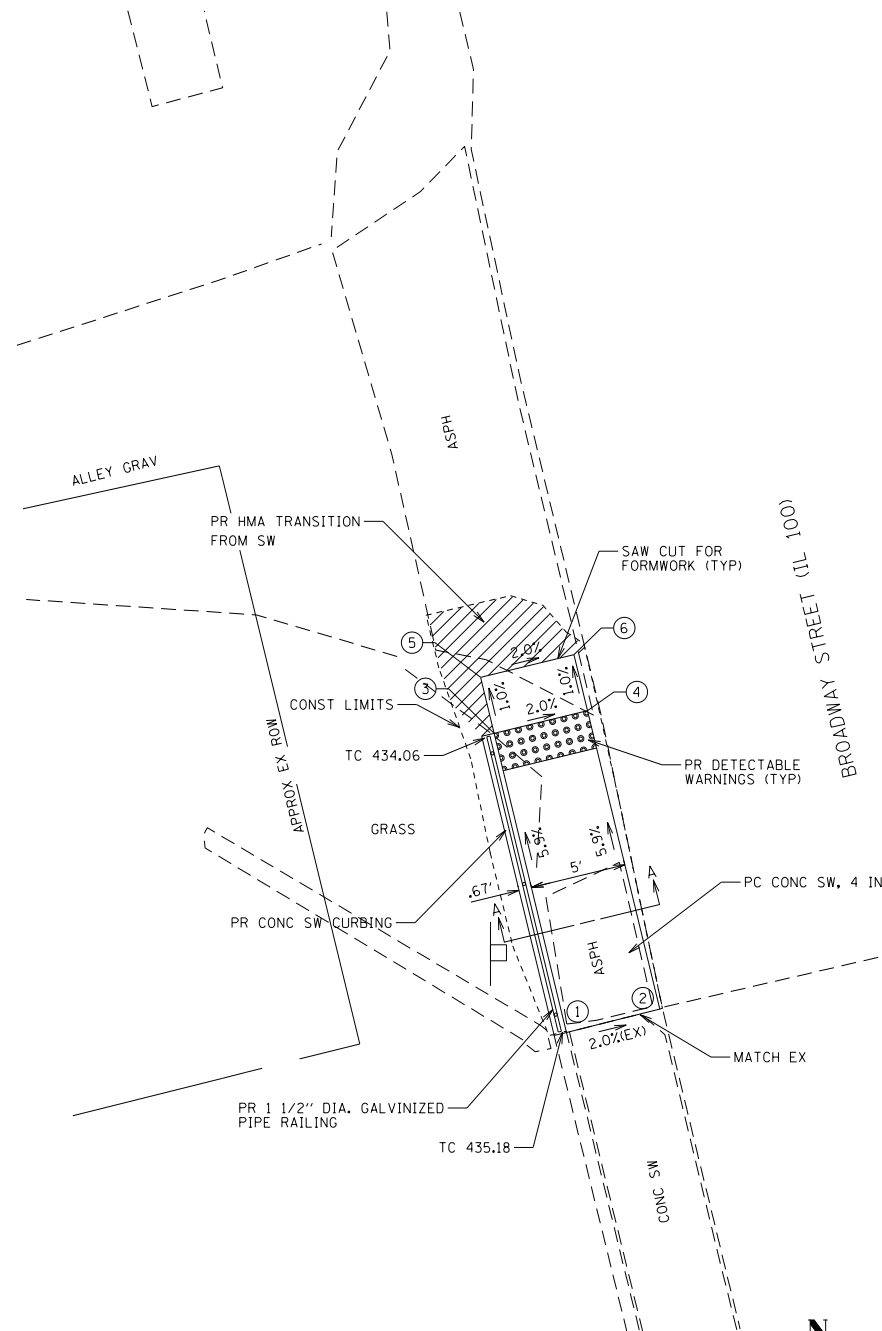 ASPH
ALLEY GRAV
PR HMA TRANSITION
FROM SW
SAW CUT FOR
FORMWORK (TYP)
BROADWAY STREET (IL 100)
5
6
2.0%
3
1.0%
1.0%
4
2.0%
CONST LIMITS
TC 434.06
PR DETECTABLE
WARNINGS (TYP)
APPROX EX ROW
GRASS
5.9%
5.9%
5'
.67'
A
A
PC CONC SW, 4 IN
PR CONC SW CURBING
ASPH
1
2
2.0%(EX)
MATCH EX
PR 1 1/2" DIA. GALVINIZED
PIPE RAILING
TC 435.18
CONC SW
N